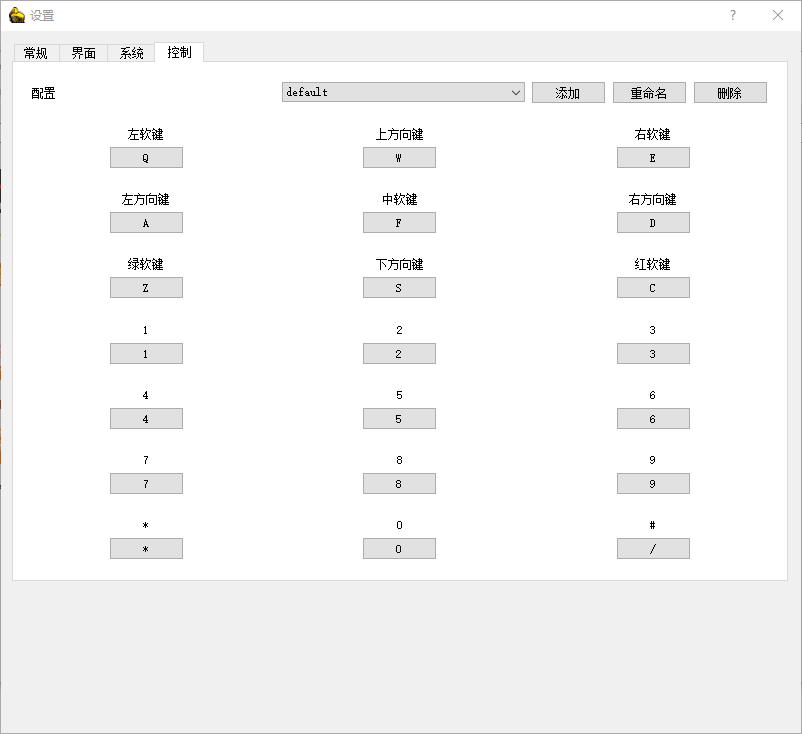 设置
常规 界面 系统 控制
配置 default 添加 重命名 删除
左软键 上方向键 右软键
Q W E
左方向键 中软键 右方向键
A F D
绿软键 下方向键 红软键
Z S C
1 2 3
1 2 3
4 5 6
4 5 6
7 8 9
7 8 9
* 0 #
* 0 /